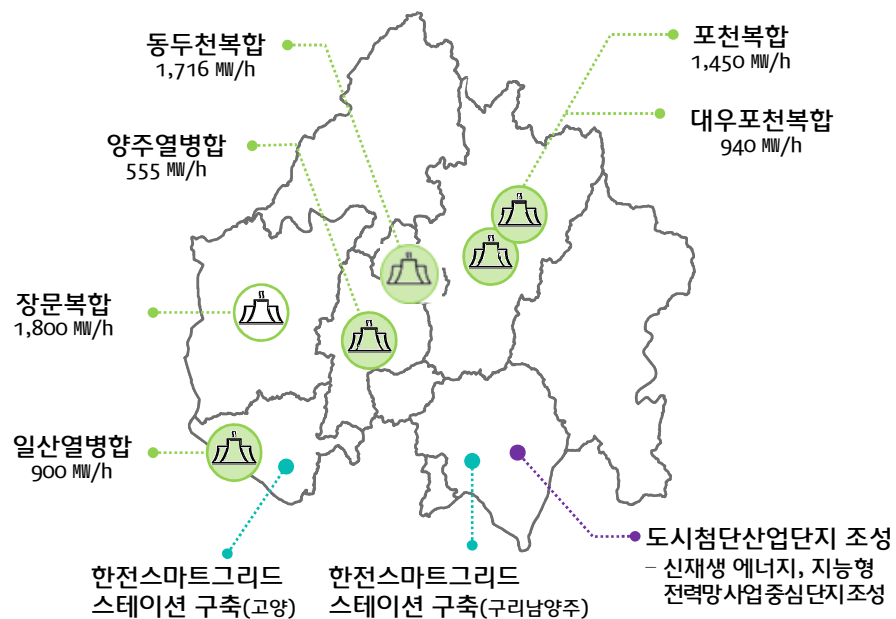 동두천복합
1,716 ㎿/h
포천복합
1,450 ㎿/h
양주열병합
555 ㎿/h
대우포천복합
940 ㎿/h
장문복합
1,800 ㎿/h
일산열병합
900 ㎿/h
한전스마트그리드
스테이션 구축(고양)
한전스마트그리드
스테이션 구축(구리남양주)
도시첨단산업단지 조성
– 신재생 에너지, 지능형
전력망사업중심단지조성